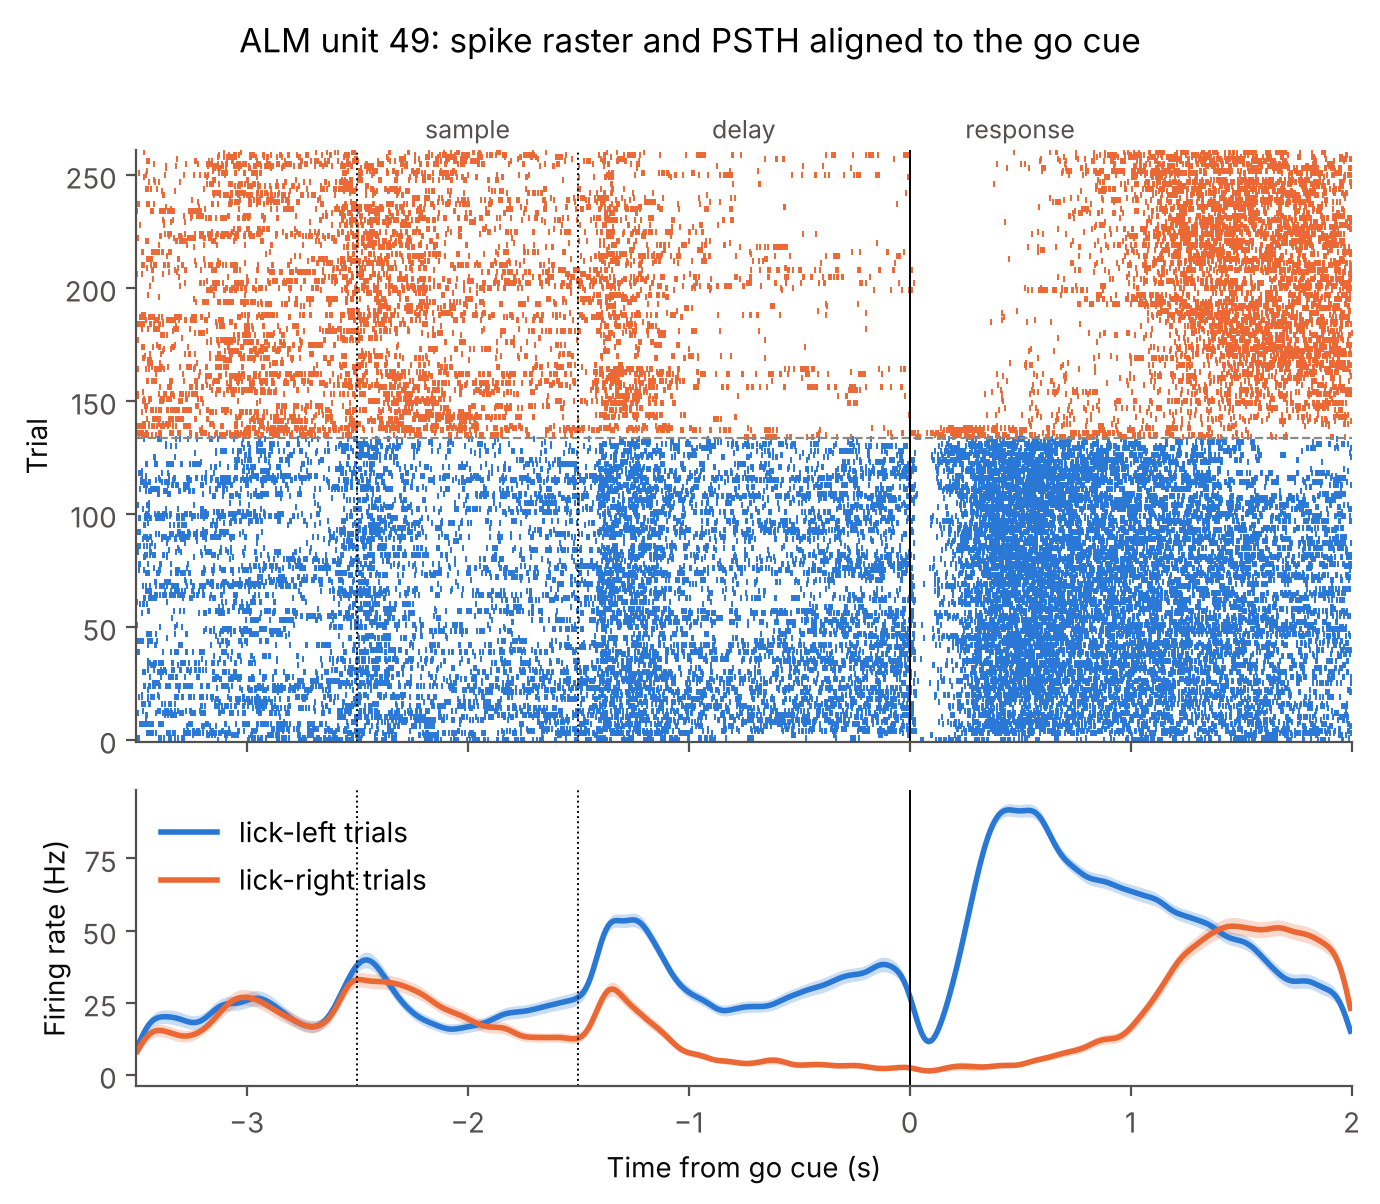 ALM unit 49: spike raster and PSTH aligned to the go cue
sample delay response
250
200
150
100
50
0
Trial
lick-left trials
lick-right trials
75
50
25
0
Firing rate (Hz)
−3 −2 −1 0 1 2
Time from go cue (s)